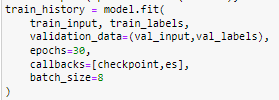 train_history = model.fit(
    train_input, train_labels,
    validation_data=(val_input,val_labels),
    epochs=30,
    callbacks=[checkpoint,es],
    batch_size=8
)